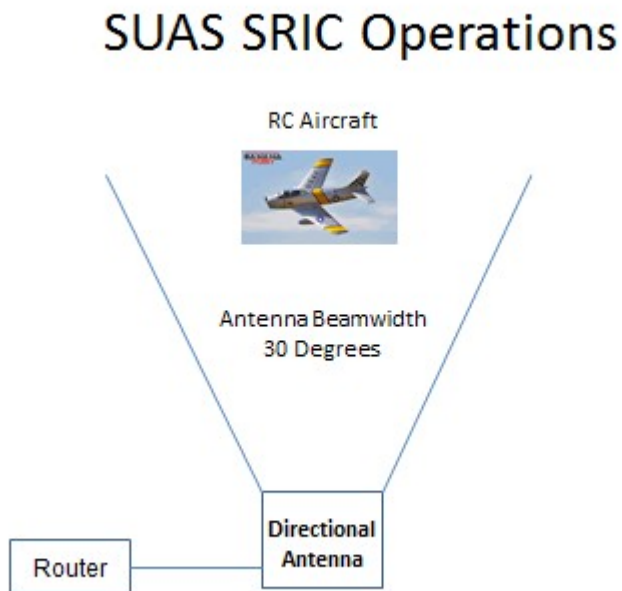 SUAS SRIC Operations
RC Aircraft
Antenna Beamwidth
30 Degrees
Directional
Antenna
Router